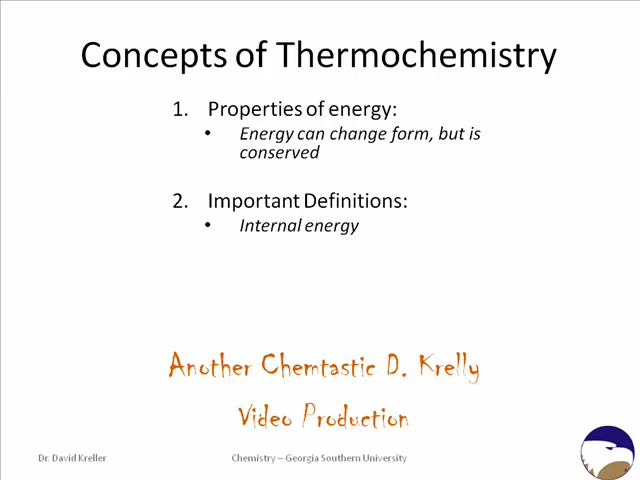 Concepts of Thermochemistry
1. Properties of energy:
• Energy can change form, but is
conserved
2. Important Definitions:
• Internal energy
Another Chemtastic D. Krelly
Video Production
Dr. David Kreller
Chemistry – Georgia Southern University